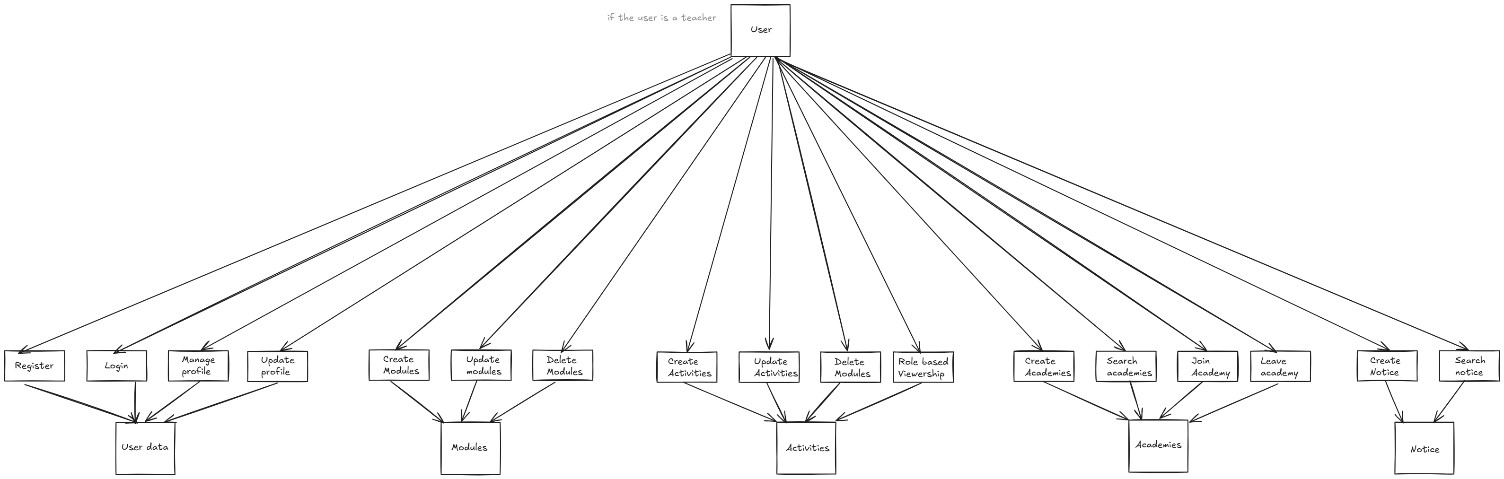 if the user is a teacher
User
Register
Login
Manage
profile
Update
profile
Create
Modules
Update
modules
Delete
Modules
Create
Activities
Update
Activities
Delete
Modules
Role based
Viewership
Create
Academies
Search
academies
Join
Academy
Leave
academy
Create
Notice
Search
notice
User data
Modules
Activities
Academies
Notice